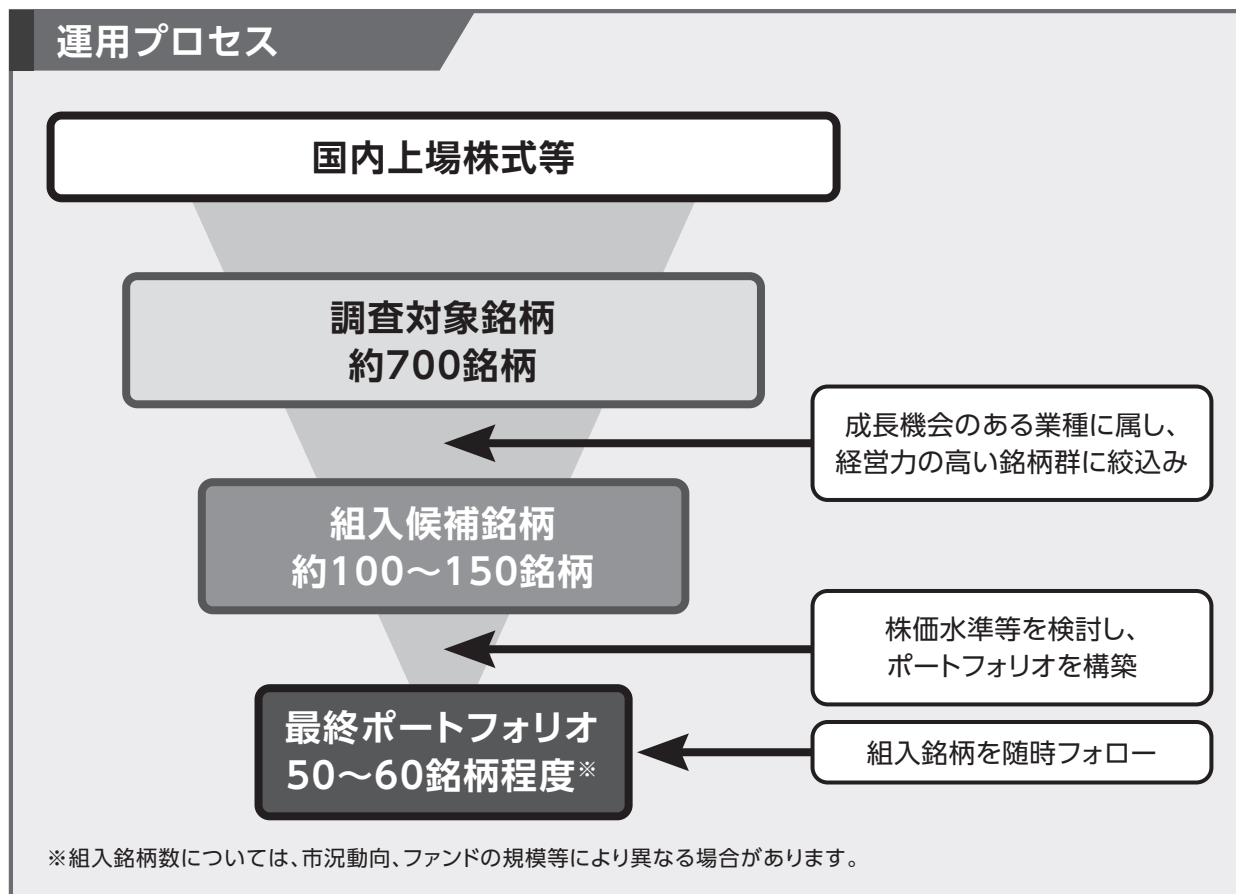 運用プロセス
国内上場株式等
調査対象銘柄
約700銘柄
成長機会のある業種に属し、
経営力の高い銘柄群に絞込み
組入候補銘柄
約100～150銘柄
株価水準等を検討し、
ポートフォリオを構築
最終ポートフォリオ
50～60銘柄程度※
組入銘柄を随時フォロー
※組入銘柄数については、市況動向、ファンドの規模等により異なる場合があります。